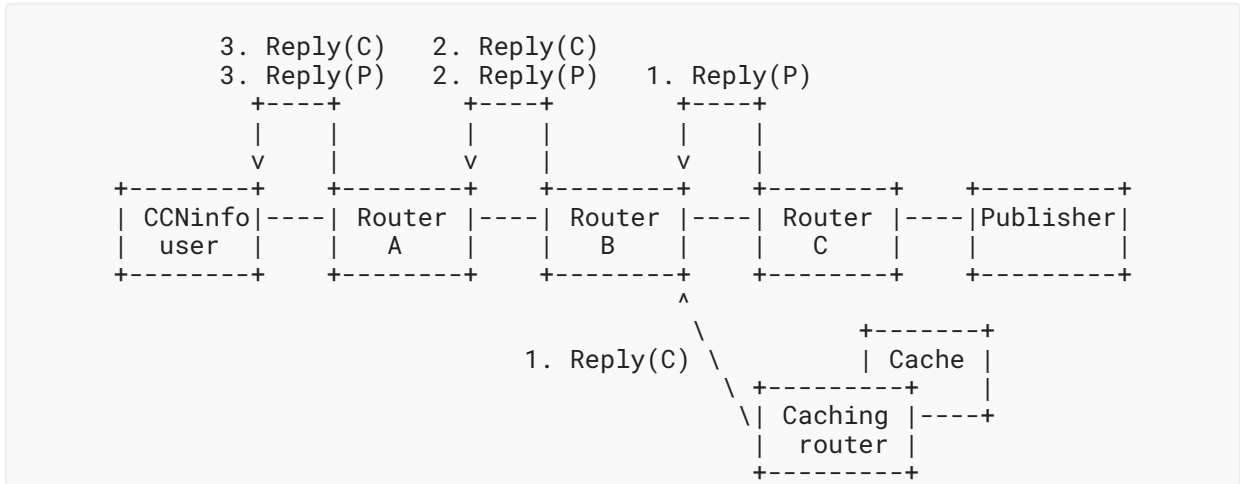 3. Reply(C) 2. Reply(C)
3. Reply(P) 2. Reply(P) 1. Reply(P)
CCNinfo Router Router Router Publisher
user A B C
1. Reply(C) Cache
Caching
router